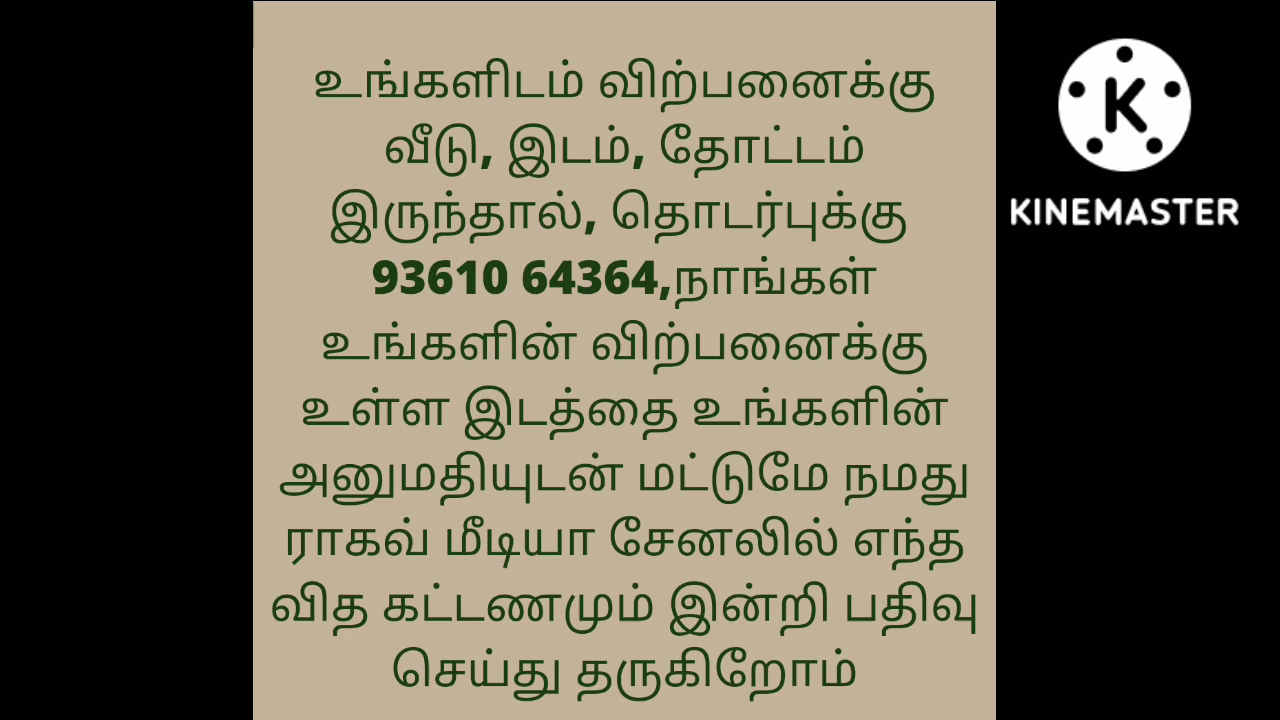 உங்களிடம் விற்பனைக்கு
வீடு, இடம், தோட்டம்
இருந்தால், தொடர்புக்கு
93610 64364,நாங்கள்
உங்களின் விற்பனைக்கு
உள்ள இடத்தை உங்களின்
அனுமதியுடன் மட்டுமே நமது
ராகவ் மீடியா சேனலில் எந்த
வித கட்டணமும் இன்றி பதிவு
செய்து தருகிறோம்
K
KINEMASTER